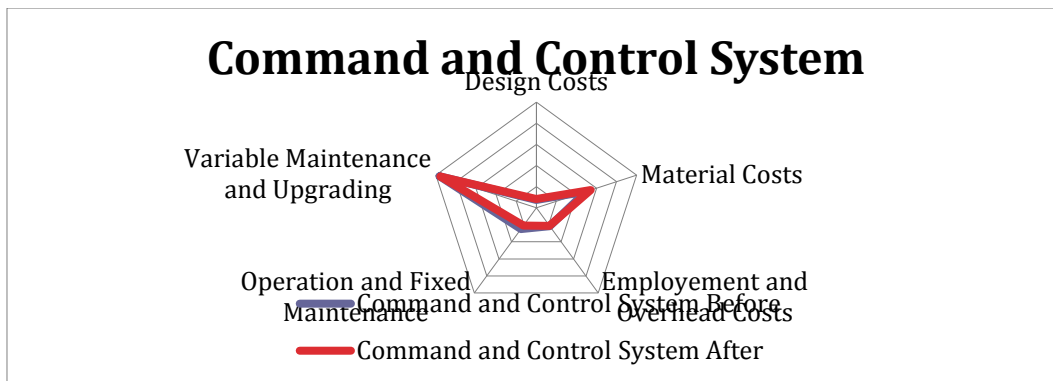 Command and Control System
Design Costs
Material Costs
Employement and
Overhead Costs
Operation and Fixed
Maintenance
Variable Maintenance
and Upgrading
Command and Control System Before
Command and Control System After